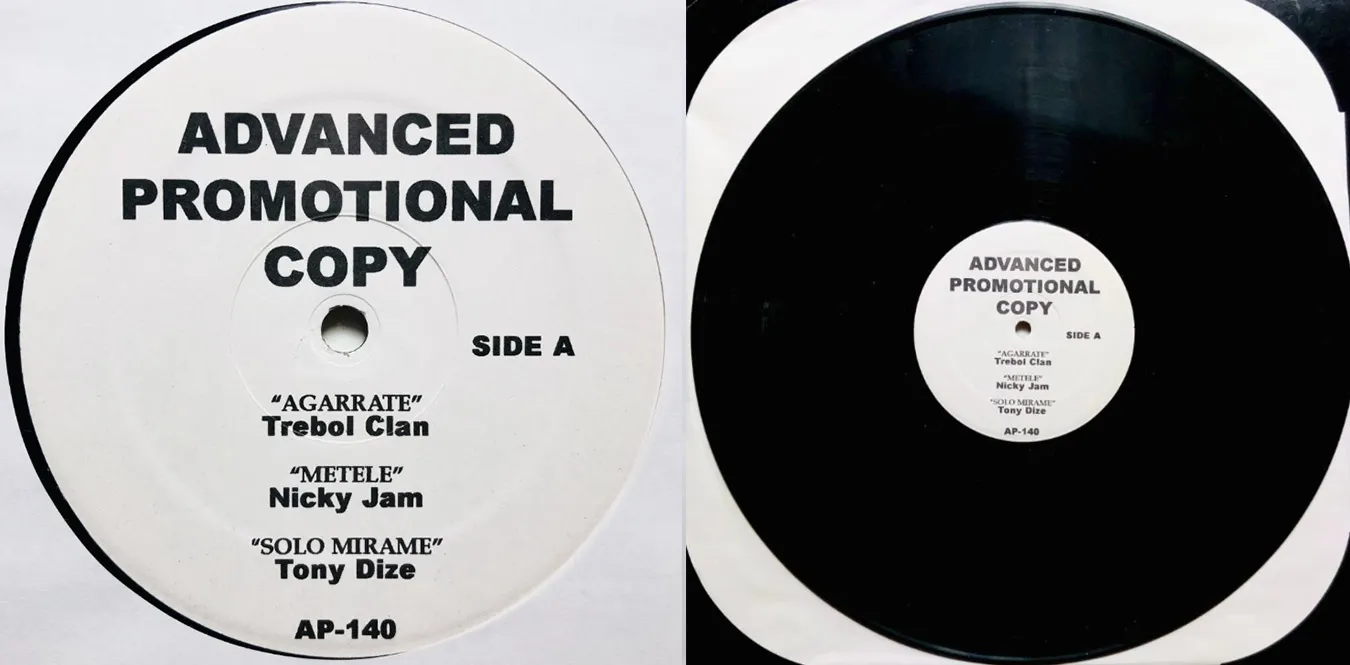 ADVANCED
PROMOTIONAL
COPY
SIDE A
“AGARRATE”
Trebol Clan
“METELE”
Nicky Jam
“SOLO MIRAME”
Tony Dize
AP-140
ADVANCED
PROMOTIONAL
COPY
SIDE A
“AGARRATE”
Trebol Clan
“METELE”
Nicky Jam
“SOLO MIRAME”
Tony Dize
AP-140